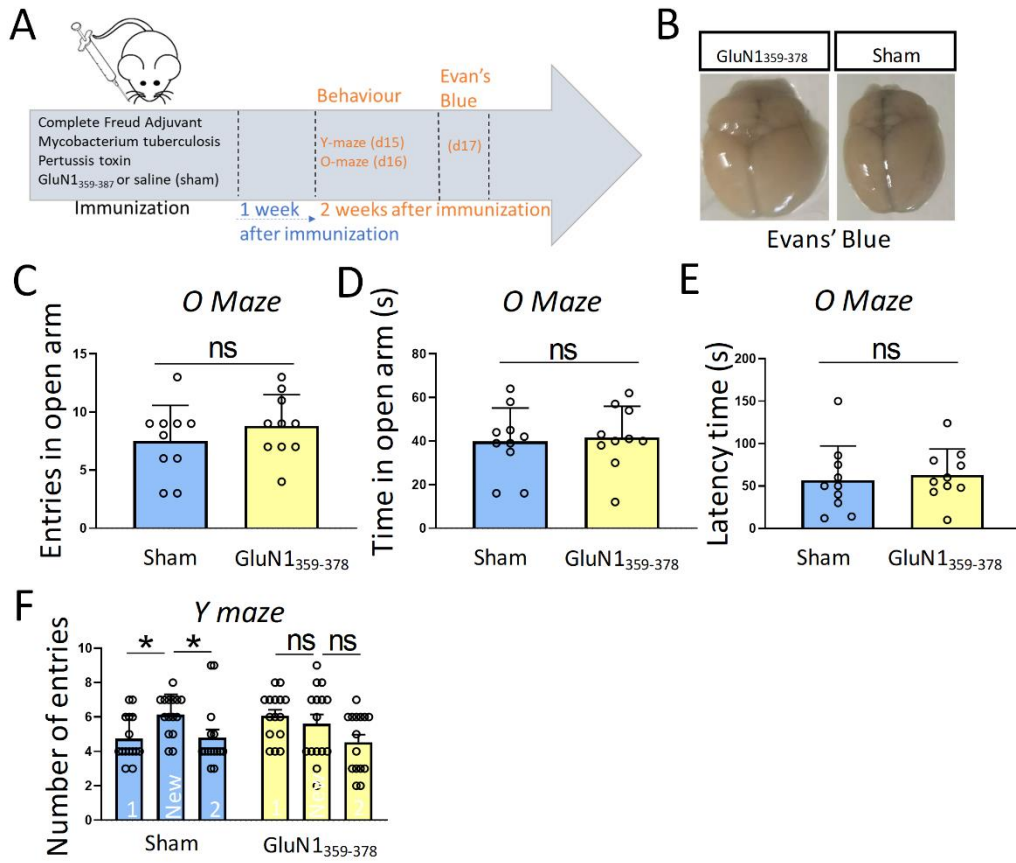 A
Complete Freud Adjuvant
Mycobacterium tuberculosis
Pertussis toxin
GluN1359-387 or saline (sham)
Immunization
Behaviour
Y-maze (d15)
O-maze (d16)
Evan's
Blue
(d17)
1 week
after immunization
2 weeks after immunization
B
GluN1359-378
Sham
Evans' Blue
C
O Maze
Entries in open arm
ns
15
10
5
0
Sham
GluN1359-378
D
O Maze
Time in open arm (s)
ns
80
60
40
20
0
Sham
GluN1359-378
E
O Maze
Latency time (s)
ns
200
150
100
50
0
Sham
GluN1359-378
F
Y maze
Number of entries
* * ns ns
10
8
6
4
2
0
1 New 2 1 New 2
Sham
GluN1359-378